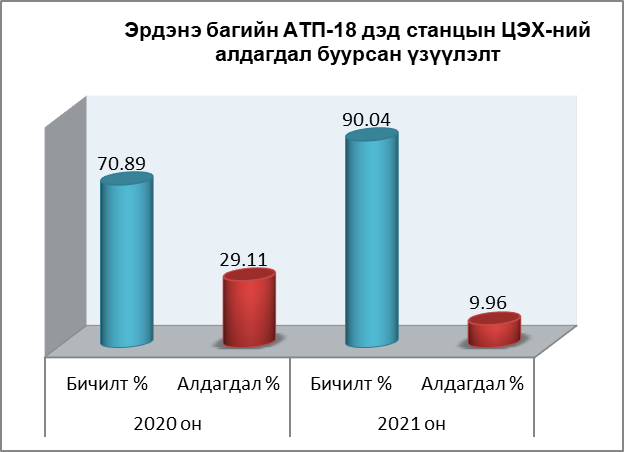 Эрдэнэ багийн АТП-18 дэд станцын ЦЭХ-ний
алдагдал буурсан үзүүлэлт
90.04
70.89
29.11
9.96
Бичилт % Алдагдал % Бичилт % Алдагдал %
2020 он 2021 он